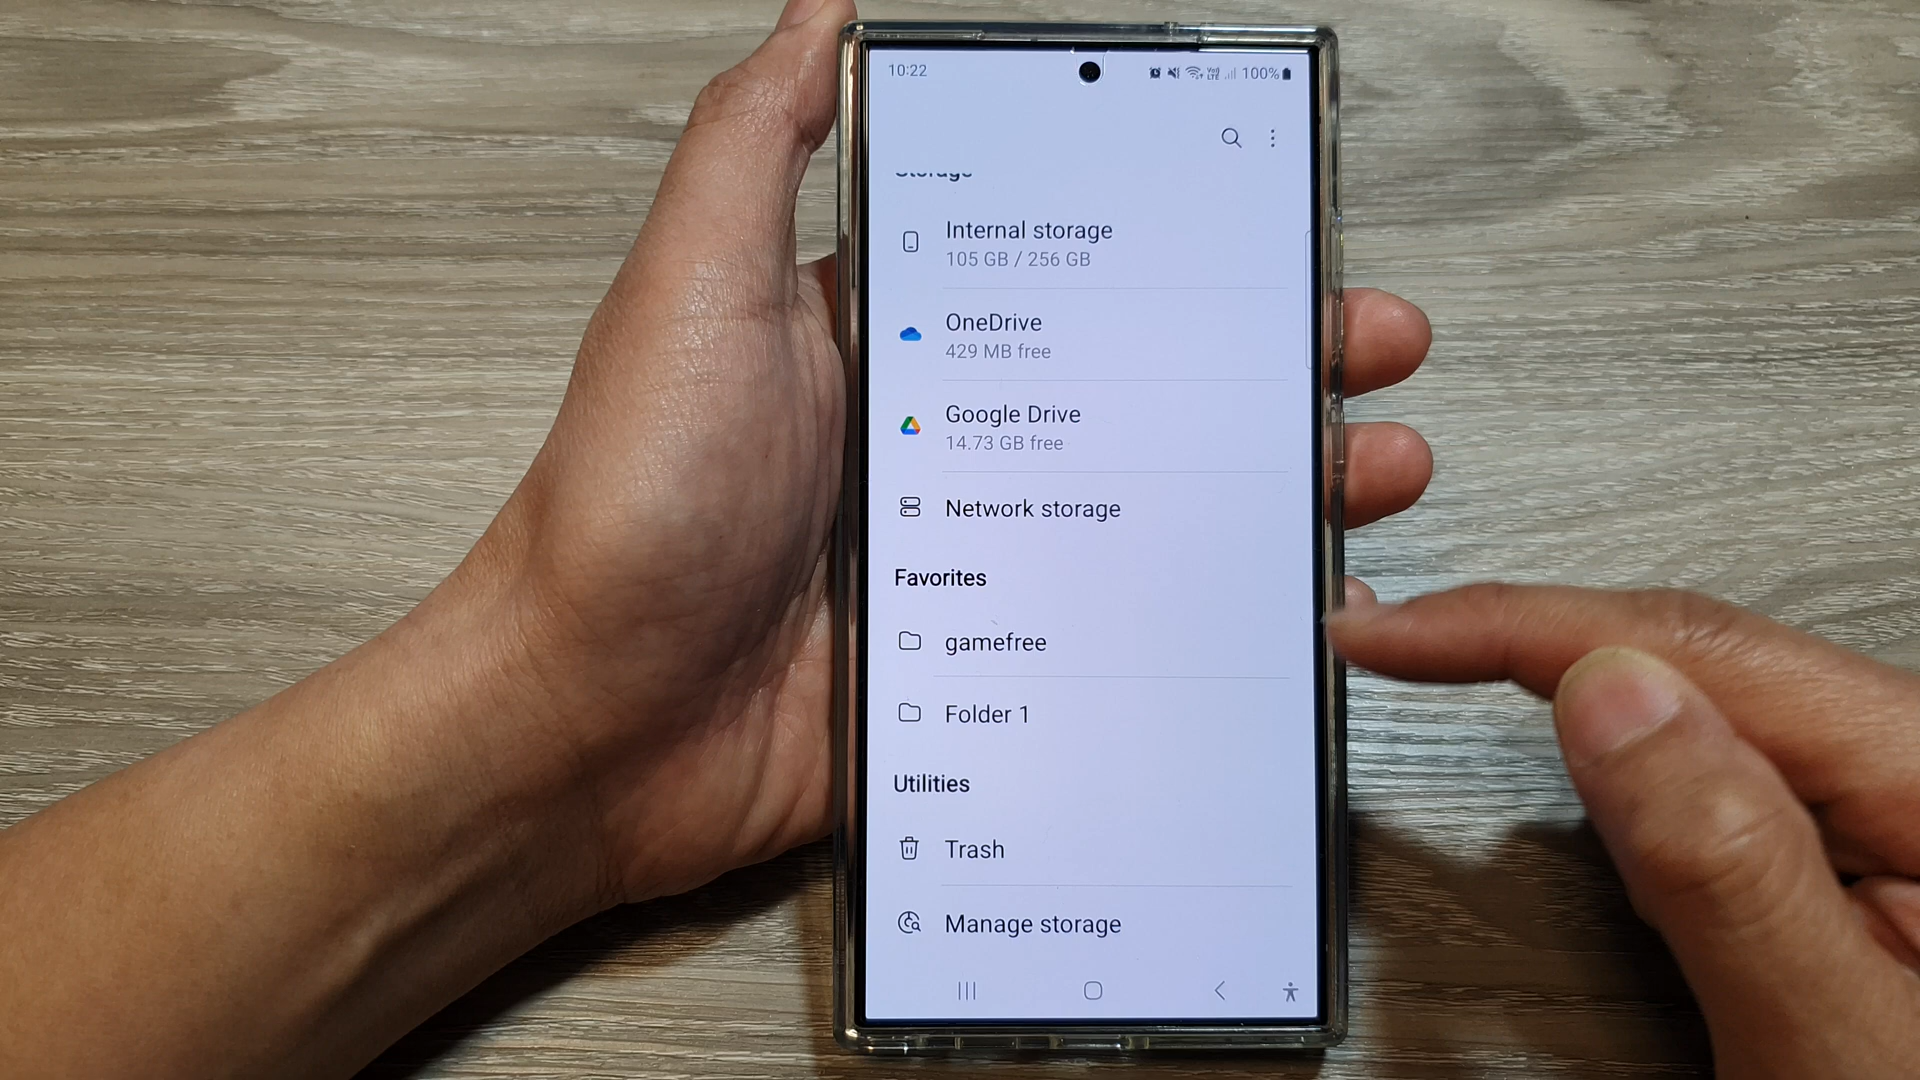 10:22
100%
Storage
Internal storage
105 GB / 256 GB
OneDrive
429 MB free
Google Drive
14.73 GB free
Network storage
Favorites
gamefree
Folder 1
Utilities
Trash
Manage storage